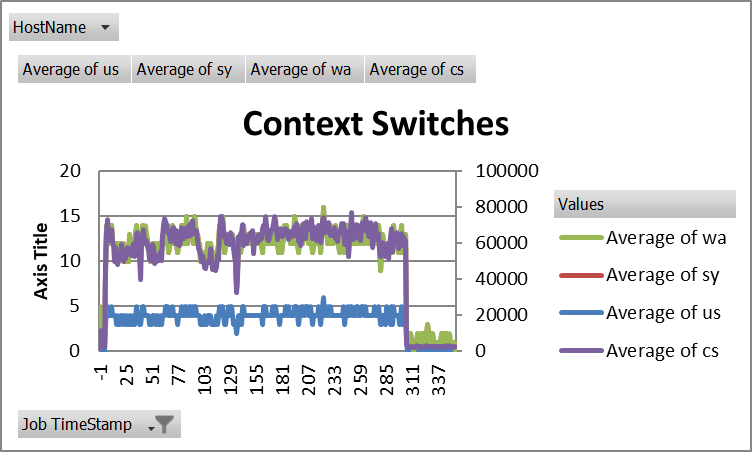 HostName
Average of us Average of sy Average of wa Average of cs
Context Switches
20 100000
80000
15
60000
10
40000
5
20000
0 0
Axis Title
-1 25 51 77 103 129 155 181 207 233 259 285 311 337
Values
Average of wa
Average of sy
Average of us
Average of cs
Job TimeStamp